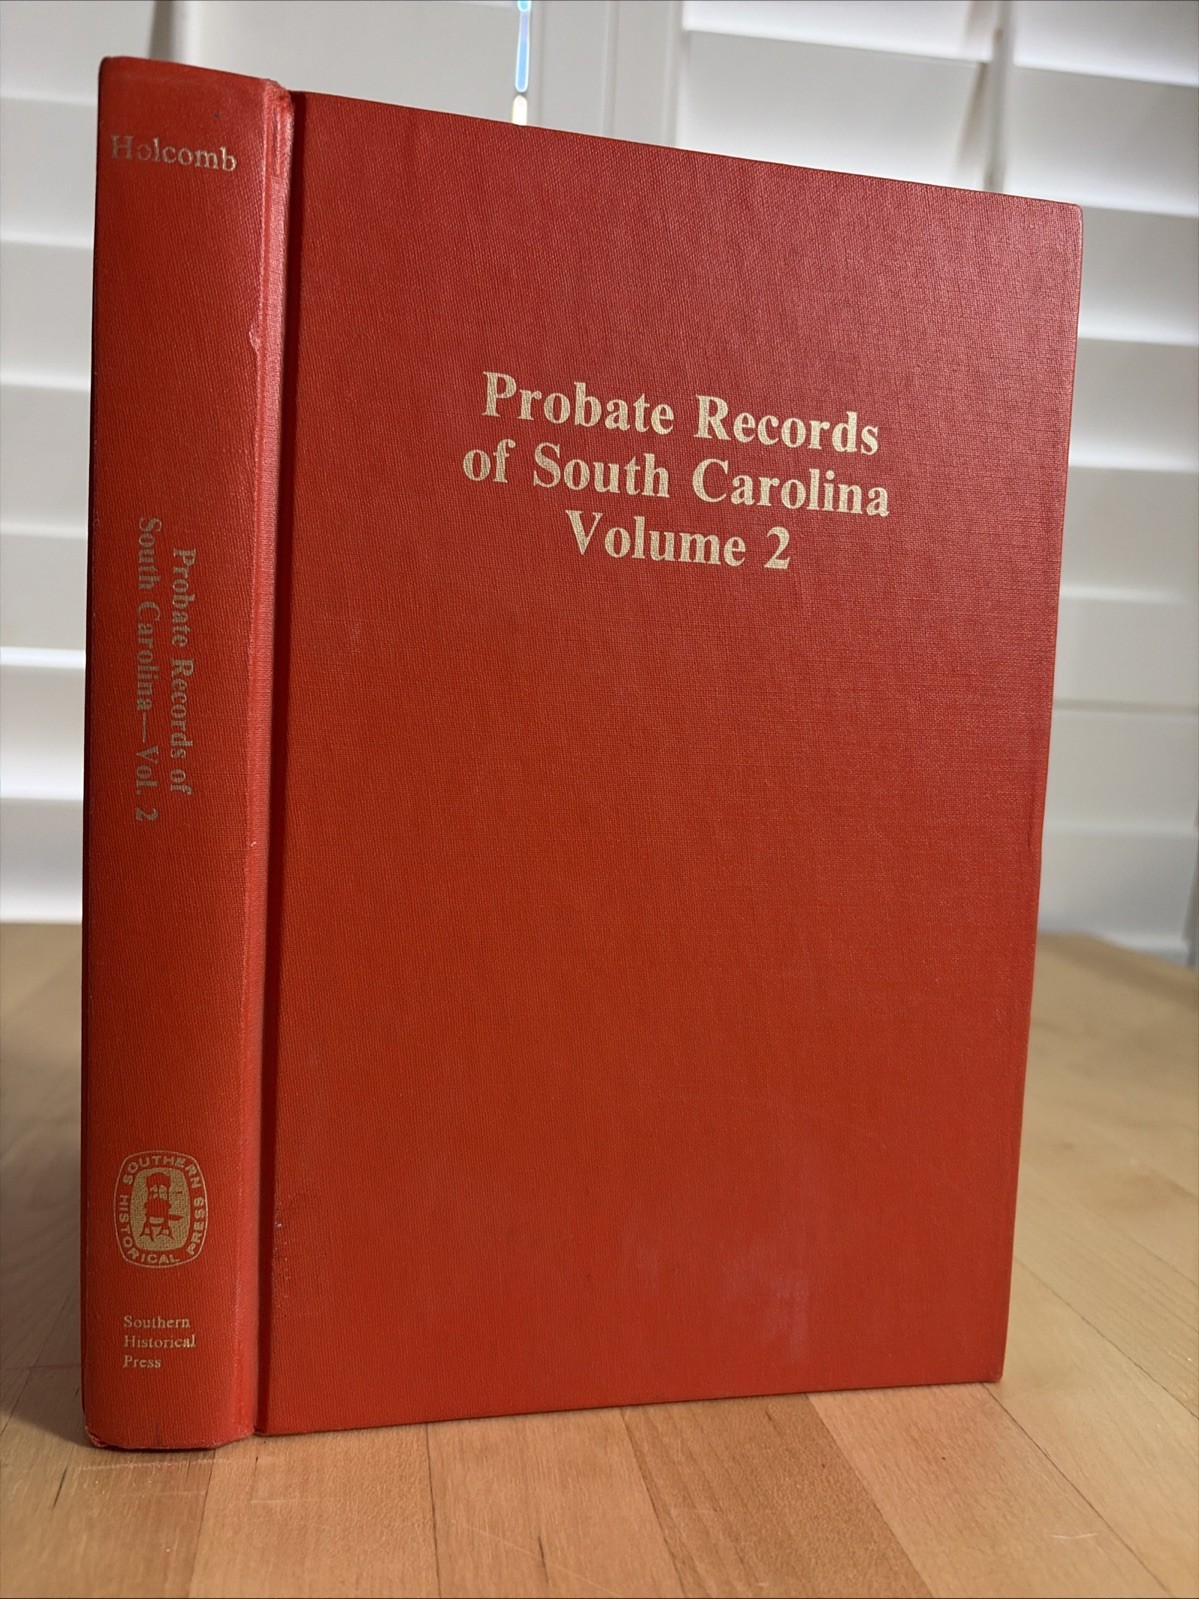 Holcomb
Probate Records of
South Carolina—Vol. 2
SOUTHERN HISTORICAL PRESS
Southern
Historical
Press
Probate Records
of South Carolina
Volume 2